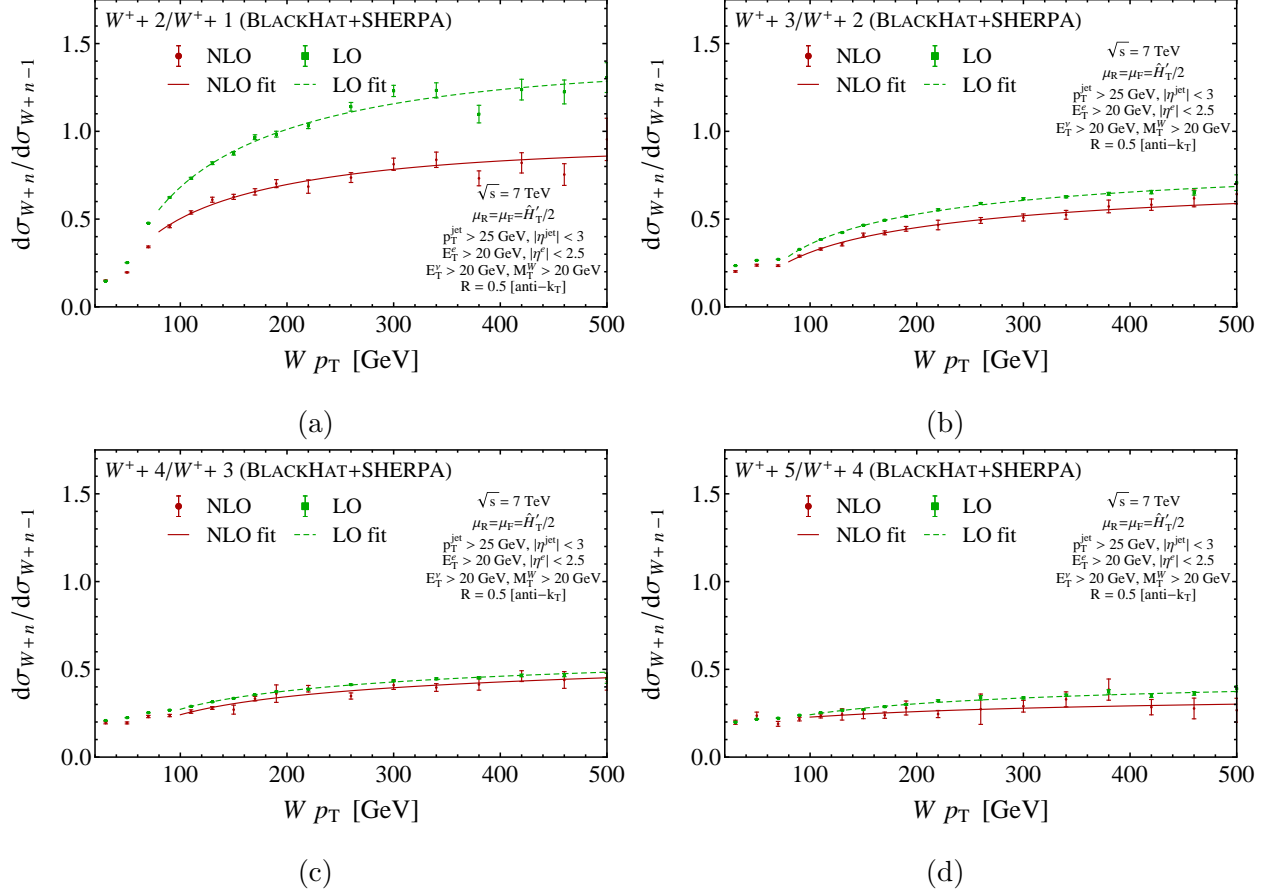 W⁺ + 2/W⁺ + 1 (BLACKHAT+SHERPA)
NLO LO
NLO fit LO fit
√s = 7 TeV
μR=μF=Ĥ′T/2
pTjet > 25 GeV, |ηjet| < 3
ETe > 20 GeV, |ηe| < 2.5
ETν > 20 GeV, MTW > 20 GeV
R = 0.5 [anti−kT]
dσW+n/dσW+n−1
0.0 0.5 1.0 1.5
100 200 300 400 500
W pT [GeV]
(a)
W⁺ + 3/W⁺ + 2 (BLACKHAT+SHERPA)
NLO LO
NLO fit LO fit
√s = 7 TeV
μR=μF=Ĥ′T/2
pTjet > 25 GeV, |ηjet| < 3
ETe > 20 GeV, |ηe| < 2.5
ETν > 20 GeV, MTW > 20 GeV
R = 0.5 [anti−kT]
dσW+n/dσW+n−1
0.0 0.5 1.0 1.5
100 200 300 400 500
W pT [GeV]
(b)
W⁺ + 4/W⁺ + 3 (BLACKHAT+SHERPA)
NLO LO
NLO fit LO fit
√s = 7 TeV
μR=μF=Ĥ′T/2
pTjet > 25 GeV, |ηjet| < 3
ETe > 20 GeV, |ηe| < 2.5
ETν > 20 GeV, MTW > 20 GeV
R = 0.5 [anti−kT]
dσW+n/dσW+n−1
0.0 0.5 1.0 1.5
100 200 300 400 500
W pT [GeV]
(c)
W⁺ + 5/W⁺ + 4 (BLACKHAT+SHERPA)
NLO LO
NLO fit LO fit
√s = 7 TeV
μR=μF=Ĥ′T/2
pTjet > 25 GeV, |ηjet| < 3
ETe > 20 GeV, |ηe| < 2.5
ETν > 20 GeV, MTW > 20 GeV
R = 0.5 [anti−kT]
dσW+n/dσW+n−1
0.0 0.5 1.0 1.5
100 200 300 400 500
W pT [GeV]
(d)